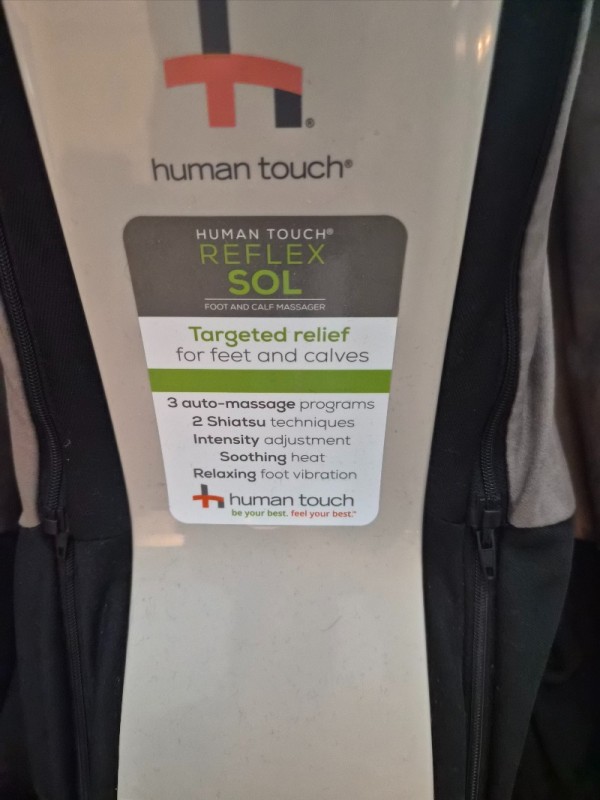 human touch®
HUMAN TOUCH®
REFLEX
SOL
FOOT AND CALF MASSAGER
Targeted relief
for feet and calves
3 auto-massage programs
2 Shiatsu techniques
Intensity adjustment
Soothing heat
Relaxing foot vibration
human touch
be your best. feel your best.™